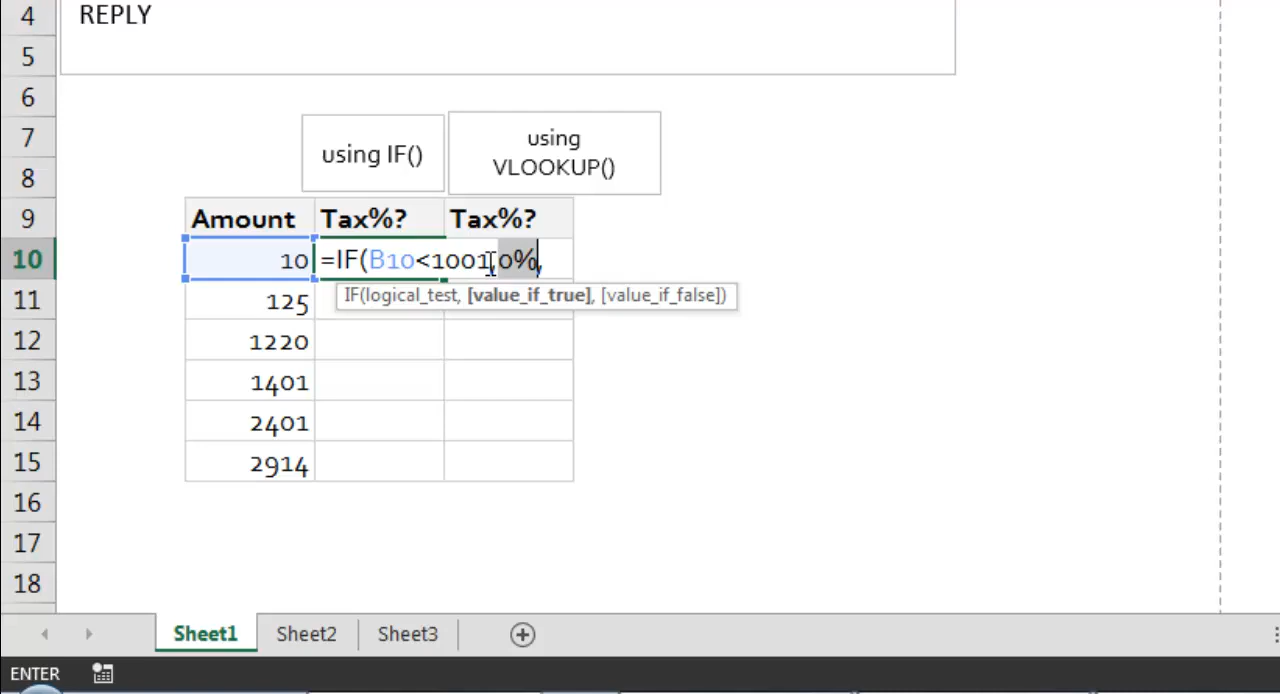 4
REPLY
5
6
7
using IF()
using
VLOOKUP()
8
9
Amount Tax%? Tax%?
10
10 =IF(B10<1001,0%,
IF(logical_test, [value_if_true], [value_if_false])
11
125
12
1220
13
1401
14
2401
15
2914
16
17
18
Sheet1 Sheet2 Sheet3
ENTER